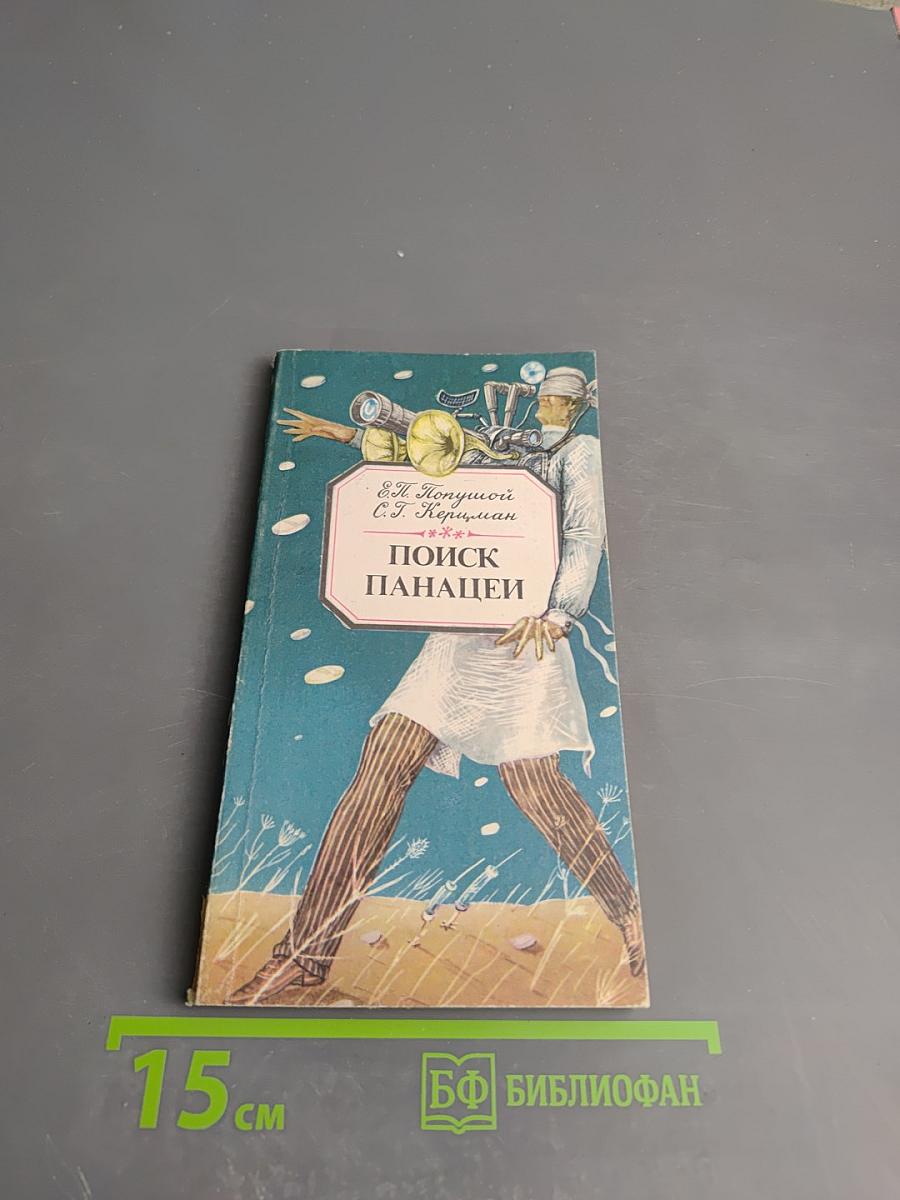 Е.П. Попушой
С.Г. Керцман
ПОИСК
ПАНАЦЕИ
15 см
БФ БИБЛИОФАН